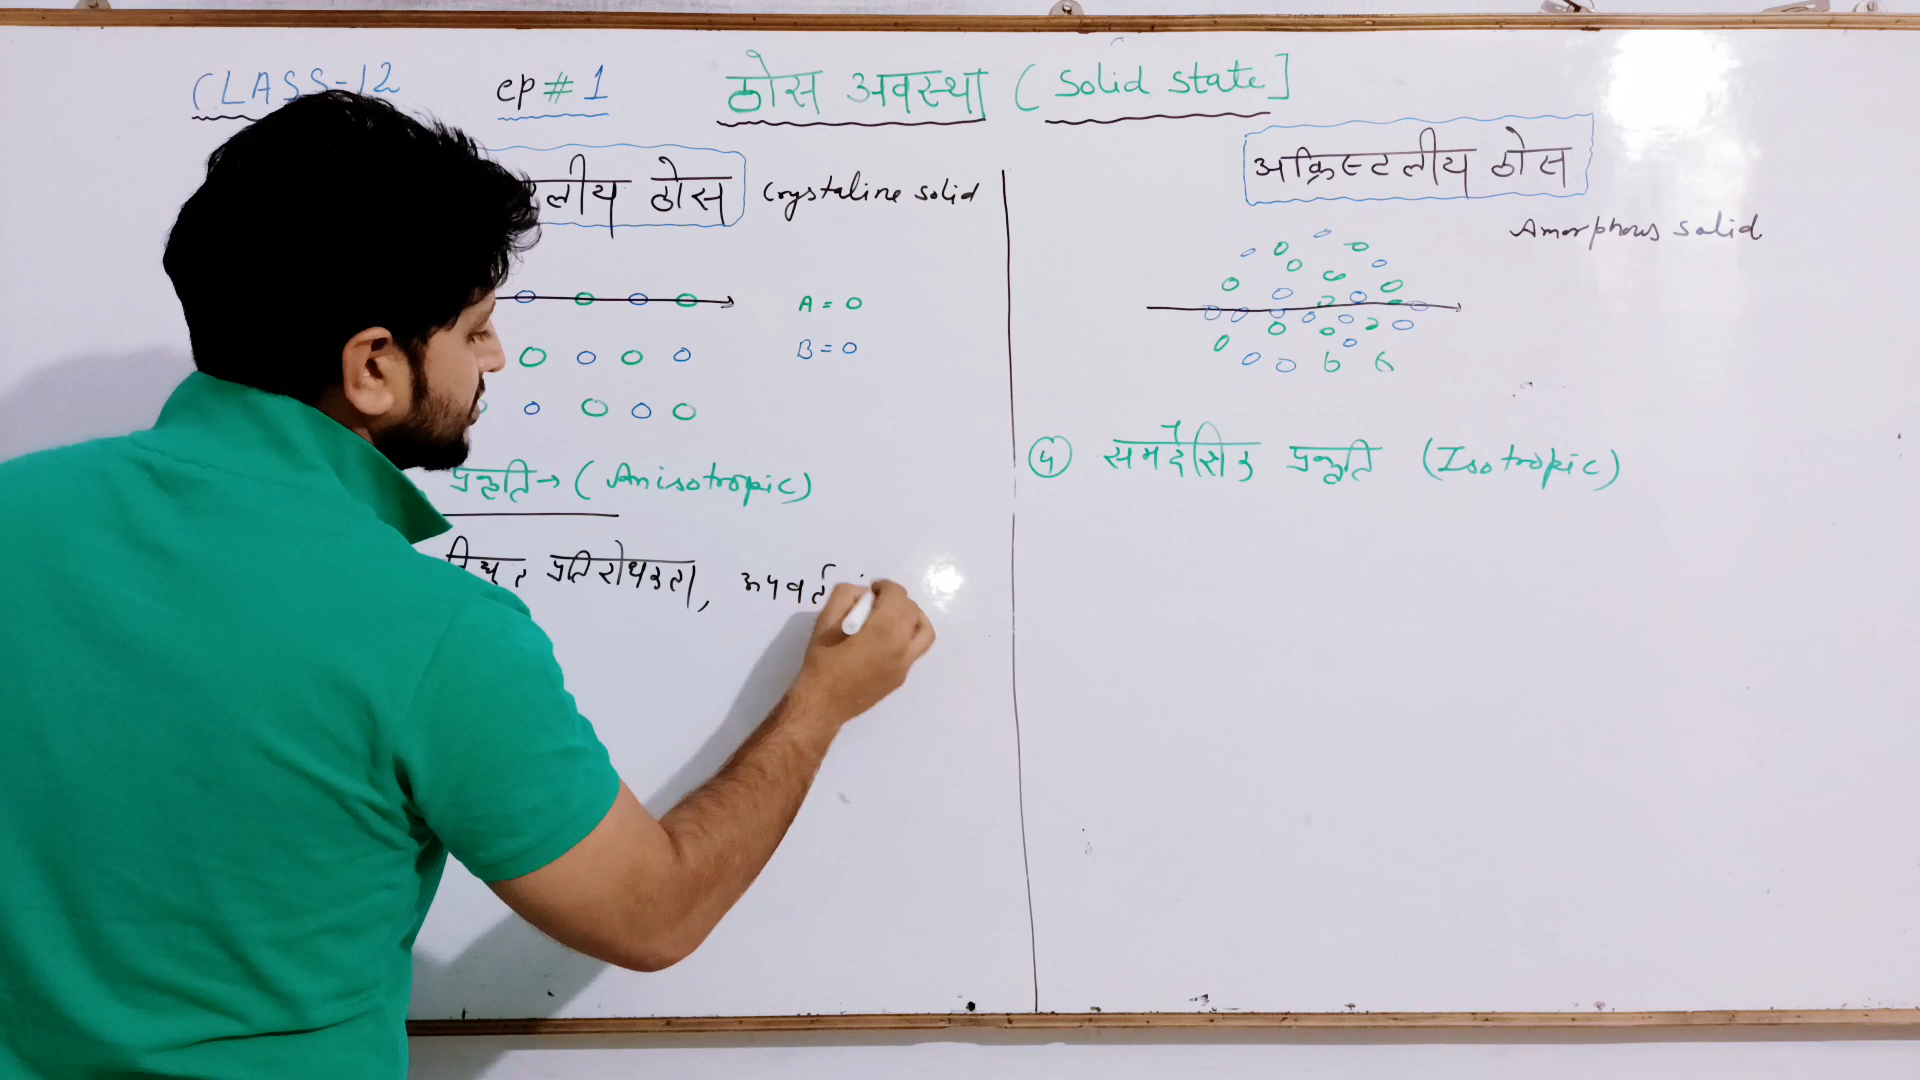 CLASS-12 ep # 1 ठोस अवस्था ( Solid State ]
लीय ठोस Crystaline solid
A = O
B = O
प्रकृति → ( Anisotropic )
प्रतिरोधकता, अपवर्त
अक्रिस्टलीय ठोस
Amorphous solid
④ समदैसिक प्रकृति ( Isotropic )